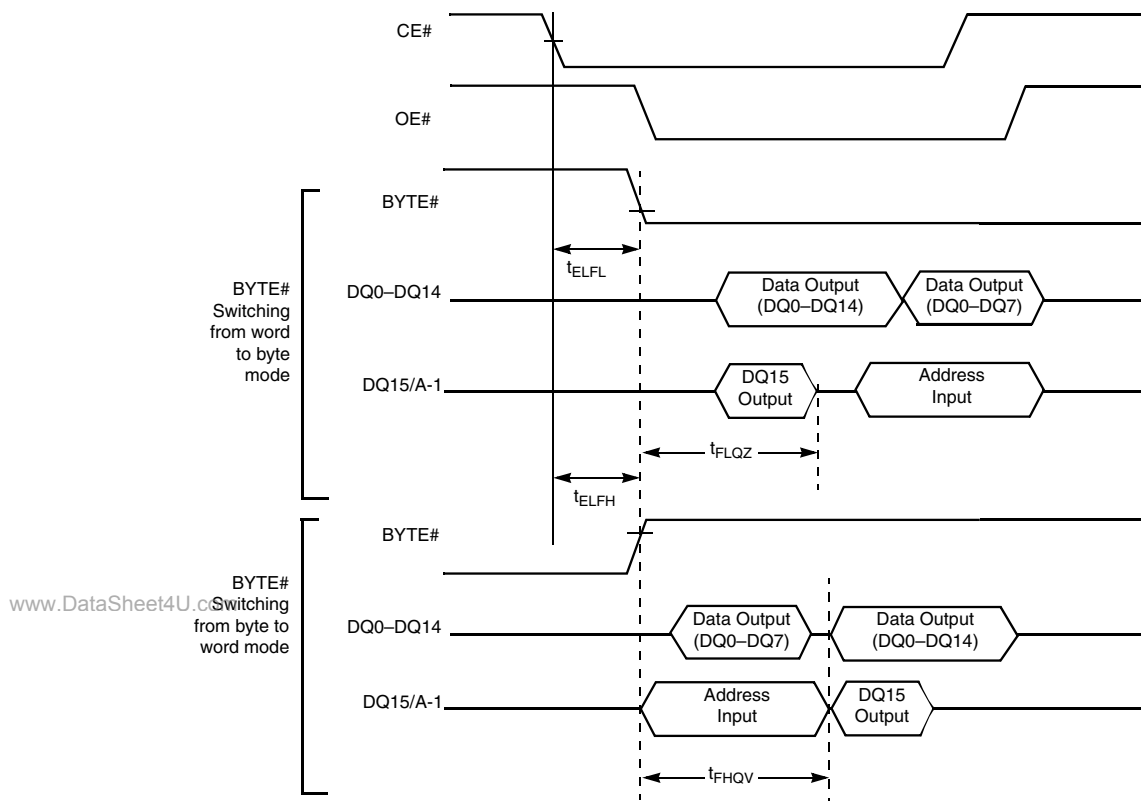 CE#
OE#
BYTE#
tELFL
BYTE#
Switching
from word
to byte
mode
DQ0–DQ14
Data Output
(DQ0–DQ14)
Data Output
(DQ0–DQ7)
DQ15/A-1
DQ15
Output
Address
Input
tFLQZ
tELFH
BYTE#
BYTE#
Switching
from byte to
word mode
www.DataSheet4U.com
DQ0–DQ14
Data Output
(DQ0–DQ7)
Data Output
(DQ0–DQ14)
DQ15/A-1
Address
Input
DQ15
Output
tFHQV